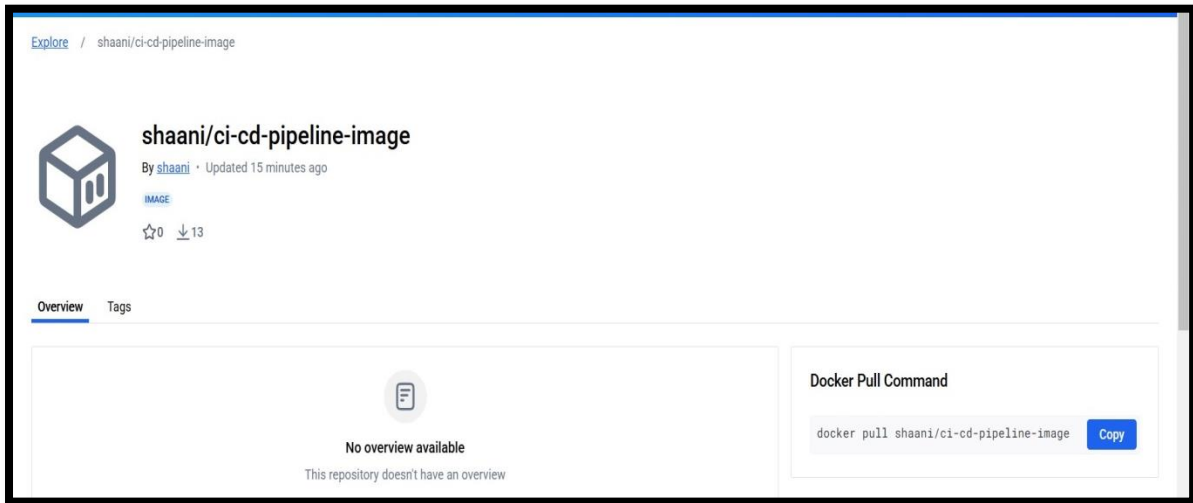 Explore / shaani/ci-cd-pipeline-image
shaani/ci-cd-pipeline-image
By shaani · Updated 15 minutes ago
IMAGE
0 13
Overview Tags
No overview available
This repository doesn't have an overview
Docker Pull Command
docker pull shaani/ci-cd-pipeline-image Copy